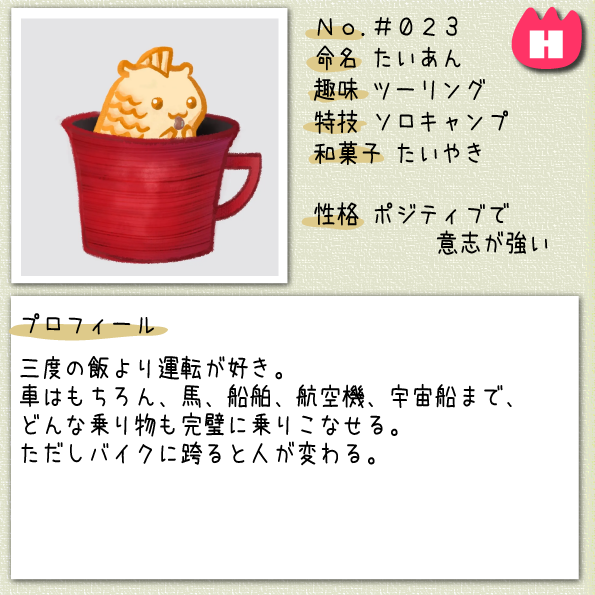 No.#023
H
命名 たいあん
趣味 ツーリング
特技 ソロキャンプ
和菓子 たいやき
性格 ポジティブで
意志が強い
プロフィール
三度の飯より運転が好き。
車はもちろん、馬、船舶、航空機、宇宙船まで、
どんな乗り物も完璧に乗りこなせる。
ただしバイクに跨ると人が変わる。